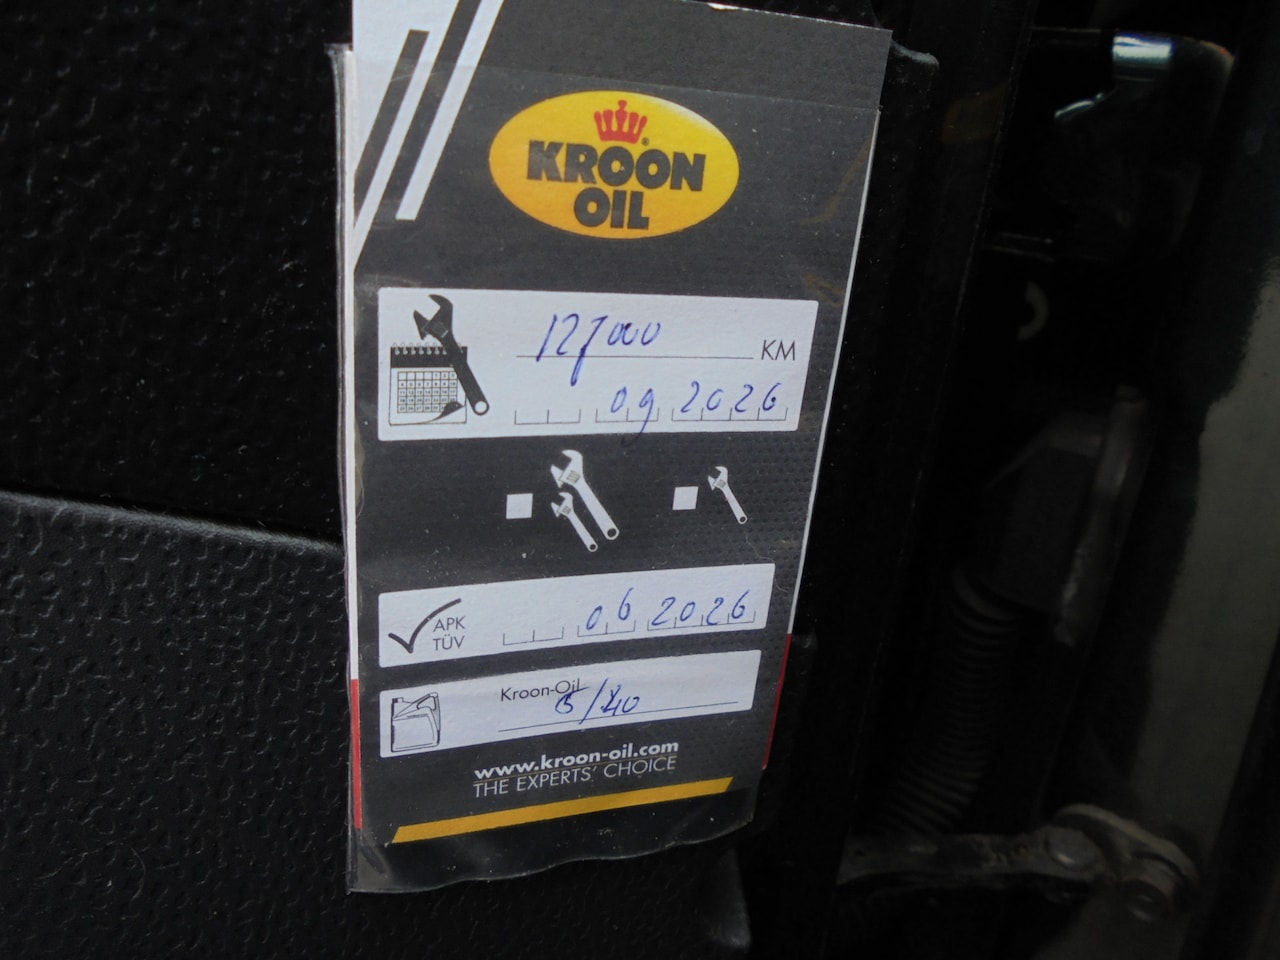 KROON
OIL
127000 KM
09 2026
APK
TÜV
06 2026
Kroon-Oil
5/40
www.kroon-oil.com
THE EXPERTS' CHOICE